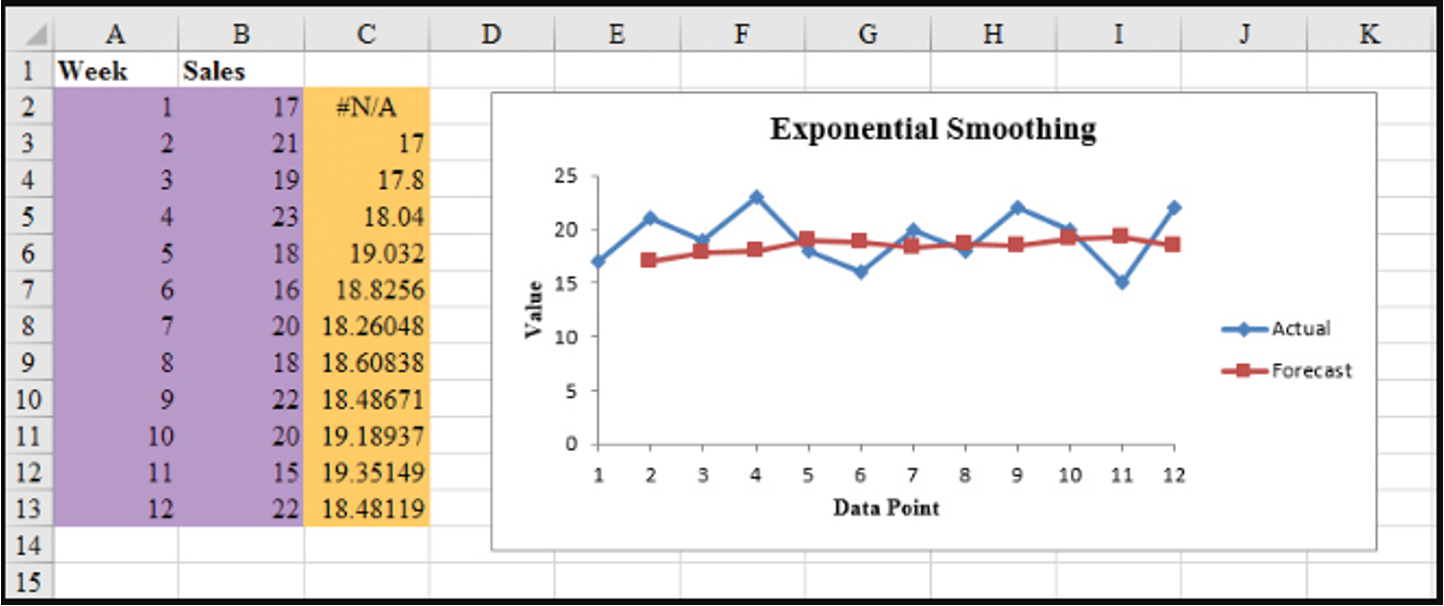 A B C D E F G H I J K
1 Week Sales
2 1 17 #N/A
3 2 21 17
4 3 19 17.8
5 4 23 18.04
6 5 18 19.032
7 6 16 18.8256
8 7 20 18.26048
9 8 18 18.60838
10 9 22 18.48671
11 10 20 19.18937
12 11 15 19.35149
13 12 22 18.48119
14
15
Exponential Smoothing
25
20
15
10
5
0
Value
1 2 3 4 5 6 7 8 9 10 11 12
Data Point
Actual
Forecast